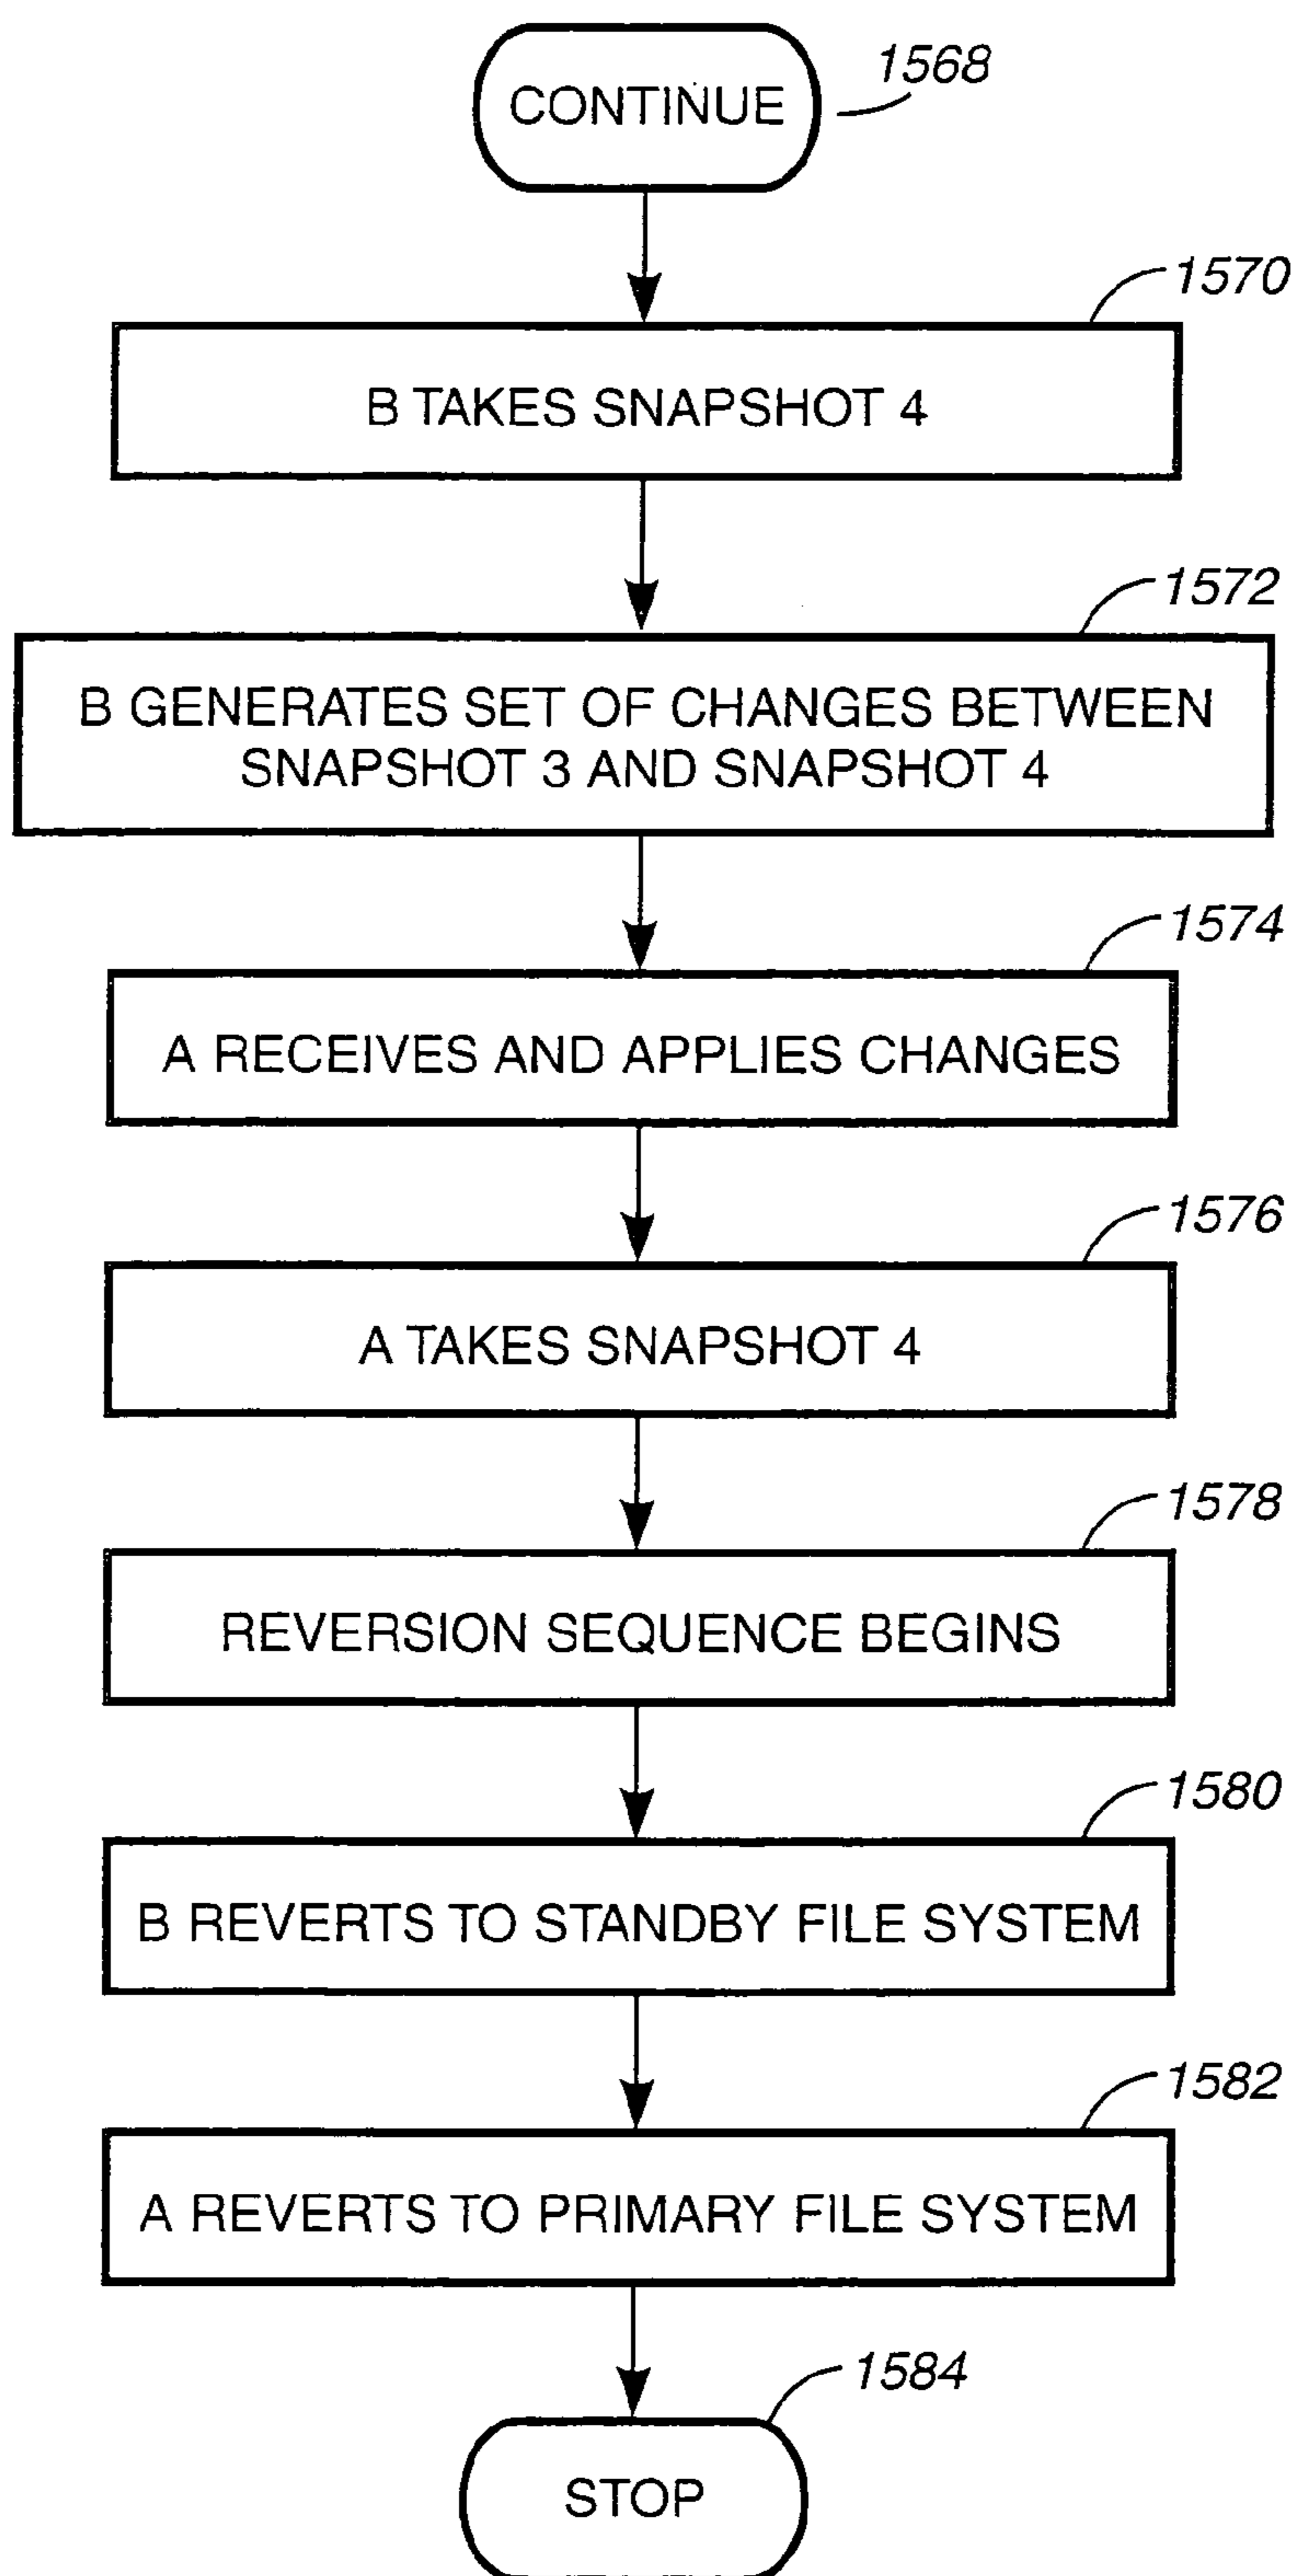 CONTINUE
1568
1570
B TAKES SNAPSHOT 4
1572
B GENERATES SET OF CHANGES BETWEEN
SNAPSHOT 3 AND SNAPSHOT 4
1574
A RECEIVES AND APPLIES CHANGES
1576
A TAKES SNAPSHOT 4
1578
REVERSION SEQUENCE BEGINS
1580
B REVERTS TO STANDBY FILE SYSTEM
1582
A REVERTS TO PRIMARY FILE SYSTEM
1584
STOP